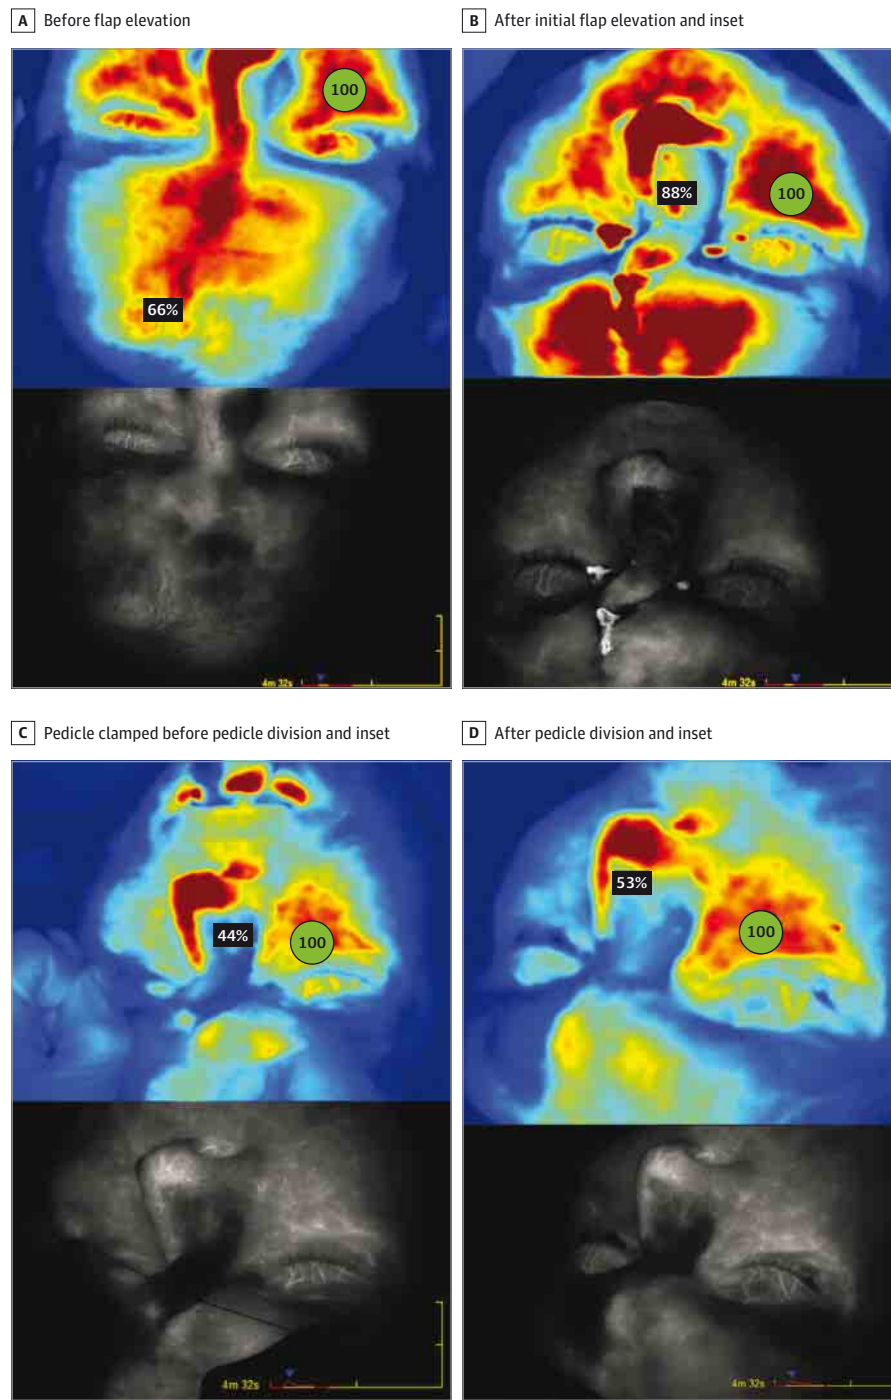 A Before flap elevation
100
66%
4m 32s
B After initial flap elevation and inset
88%
100
4m 32s
C Pedicle clamped before pedicle division and inset
44%
100
4m 32s
D After pedicle division and inset
53%
100
4m 32s